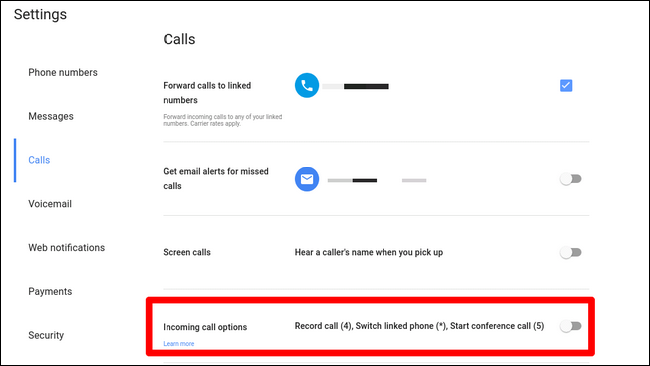 Settings
Calls
Phone numbers
Messages
Calls
Voicemail
Web notifications
Payments
Security
Forward calls to linked
numbers
Forward incoming calls to any of your linked
numbers. Carrier rates apply.
Get email alerts for missed
calls
Screen calls
Hear a caller's name when you pick up
Incoming call options
Record call (4), Switch linked phone (*), Start conference call (5)
Learn more